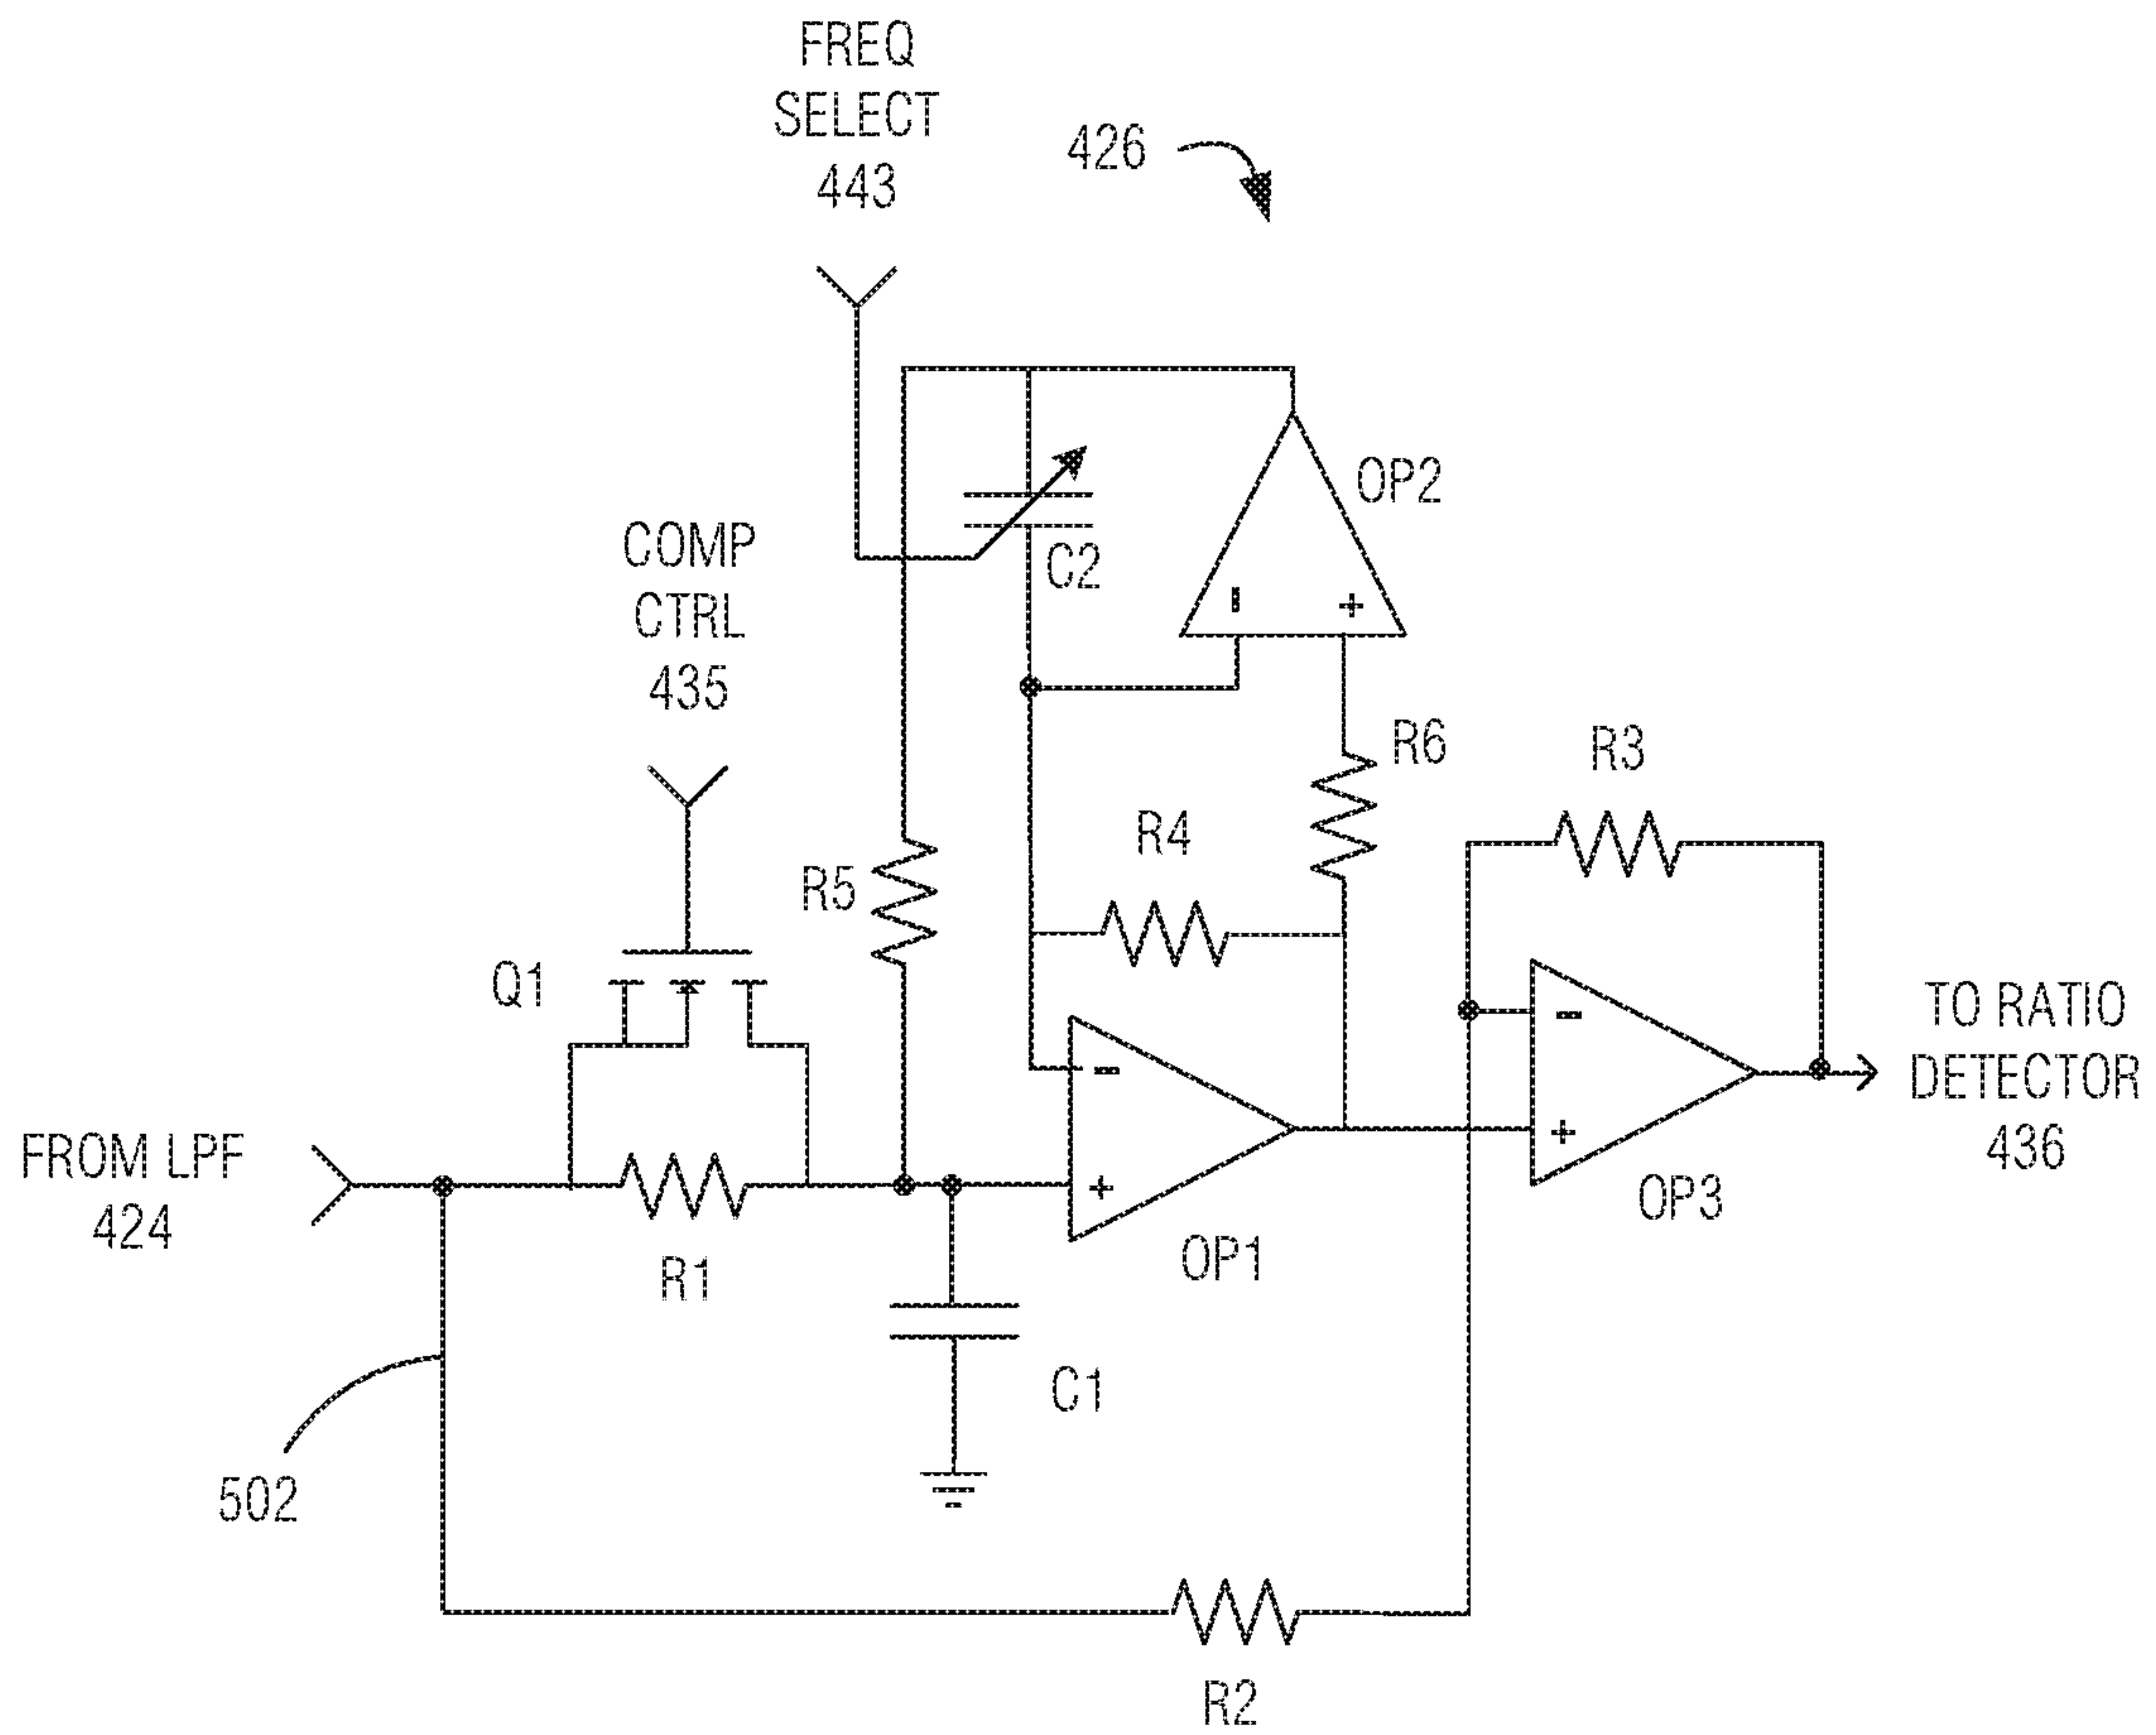 FREQ
SELECT
443
426
OP2
C2
COMP
CTRL
435
R6
R3
R4
R5
Q1
TO RATIO
DETECTOR
436
FROM LPF
424
OP3
OP1
R1
C1
502
R2
-
+
-
+
-
+